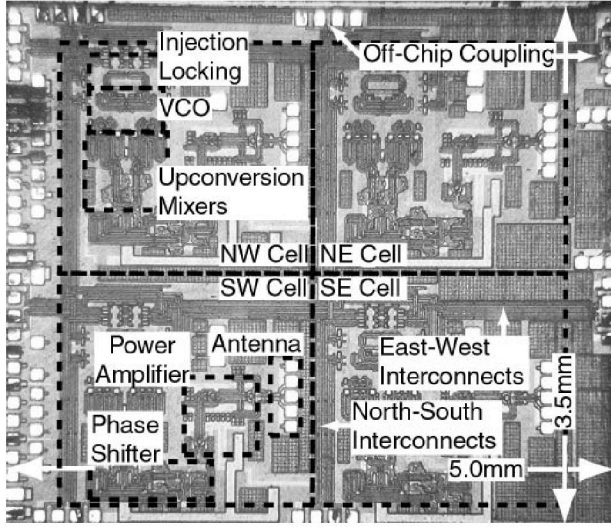 Injection
Locking
Off-Chip Coupling
VCO
Upconversion
Mixers
NW Cell
NE Cell
SW Cell
SE Cell
Power
Amplifier
Antenna
East-West
Interconnects
Phase
Shifter
North-South
Interconnects
3.5mm
5.0mm